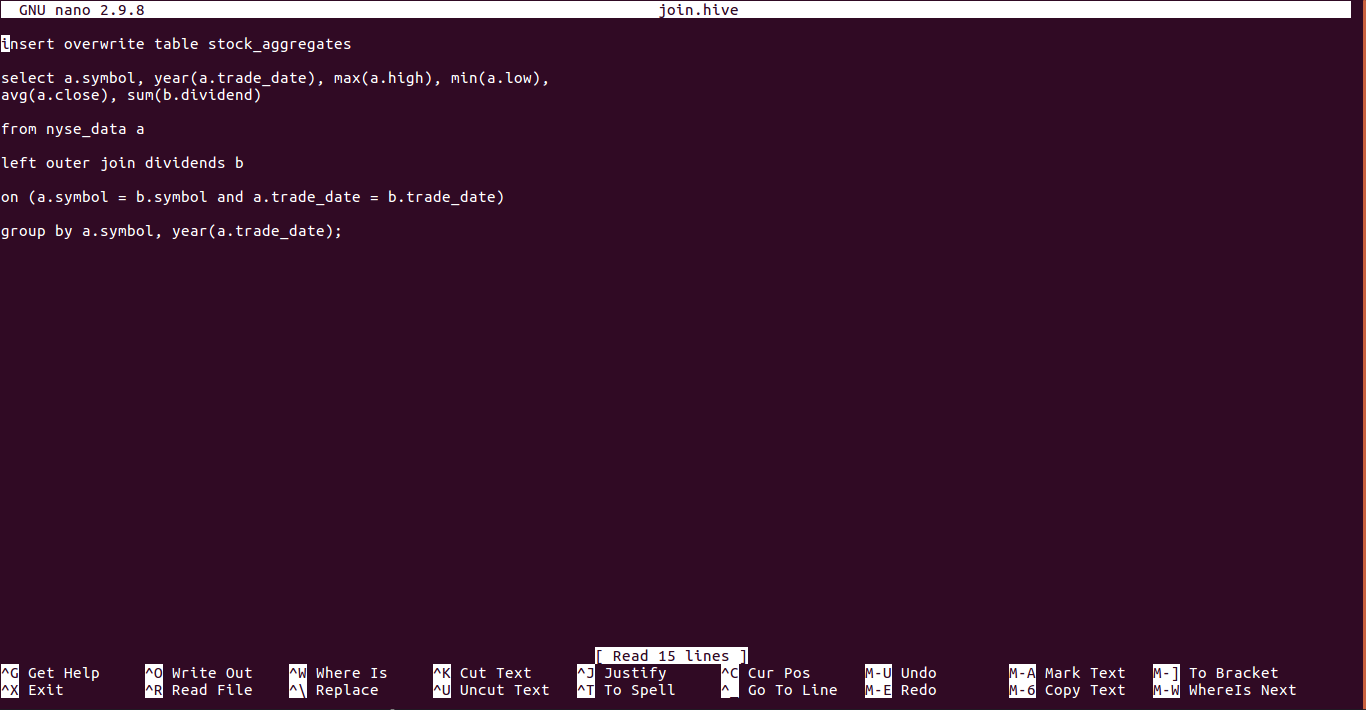 GNU nano 2.9.8 join.hive
insert overwrite table stock_aggregates
select a.symbol, year(a.trade_date), max(a.high), min(a.low),
avg(a.close), sum(b.dividend)
from nyse_data a
left outer join dividends b
on (a.symbol = b.symbol and a.trade_date = b.trade_date)
group by a.symbol, year(a.trade_date);
[ Read 15 lines ]
^G Get Help ^O Write Out ^W Where Is ^K Cut Text ^J Justify ^C Cur Pos M-U Undo M-A Mark Text M-] To Bracket
^X Exit ^R Read File ^\ Replace ^U Uncut Text ^T To Spell ^_ Go To Line M-E Redo M-6 Copy Text M-W WhereIs Next